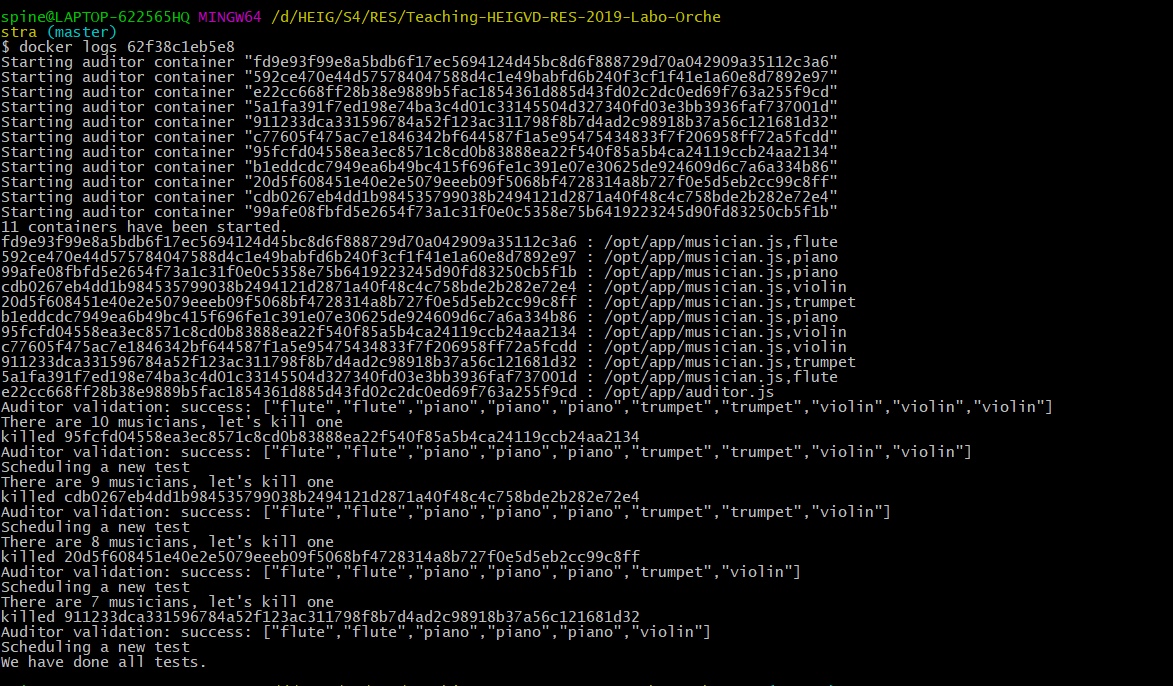 spine@LAPTOP-622565HQ MINGW64 /d/HEIG/S4/RES/Teaching-HEIGVD-RES-2019-Labo-Orche
stra (master)
$ docker logs 62f38c1eb5e8
Starting auditor container "fd9e93f99e8a5bdb6f17ec5694124d45bc8d6f888729d70a042909a35112c3a6"
Starting auditor container "592ce470e44d575784047588d4c1e49babfd6b240f3cf1f41e1a60e8d7892e97"
Starting auditor container "e22cc668ff28b38e9889b5fac1854361d885d43fd02c2dc0ed69f763a255f9cd"
Starting auditor container "5a1fa391f7ed198e74ba3c4d01c33145504d327340fd03e3bb3936faf737001d"
Starting auditor container "911233dca331596784a52f123ac311798f8b7d4ad2c98918b37a56c121681d32"
Starting auditor container "c77605f475ac7e1846342bf644587f1a5e95475434833f7f206958ff72a5fcdd"
Starting auditor container "95fcfd04558ea3ec8571c8cd0b83888ea22f540f85a5b4ca24119ccb24aa2134"
Starting auditor container "b1eddcdc7949ea6b49bc415f696fe1c391e07e30625de924609d6c7a6a334b86"
Starting auditor container "20d5f608451e40e2e5079eeeb09f5068bf4728314a8b727f0e5d5eb2cc99c8ff"
Starting auditor container "cdb0267eb4dd1b984535799038b2494121d2871a40f48c4c758bde2b282e72e4"
Starting auditor container "99afe08fbfd5e2654f73a1c31f0e0c5358e75b6419223245d90fd83250cb5f1b"
11 containers have been started.
fd9e93f99e8a5bdb6f17ec5694124d45bc8d6f888729d70a042909a35112c3a6 : /opt/app/musician.js,flute
592ce470e44d575784047588d4c1e49babfd6b240f3cf1f41e1a60e8d7892e97 : /opt/app/musician.js,piano
99afe08fbfd5e2654f73a1c31f0e0c5358e75b6419223245d90fd83250cb5f1b : /opt/app/musician.js,piano
cdb0267eb4dd1b984535799038b2494121d2871a40f48c4c758bde2b282e72e4 : /opt/app/musician.js,violin
20d5f608451e40e2e5079eeeb09f5068bf4728314a8b727f0e5d5eb2cc99c8ff : /opt/app/musician.js,trumpet
b1eddcdc7949ea6b49bc415f696fe1c391e07e30625de924609d6c7a6a334b86 : /opt/app/musician.js,piano
95fcfd04558ea3ec8571c8cd0b83888ea22f540f85a5b4ca24119ccb24aa2134 : /opt/app/musician.js,violin
c77605f475ac7e1846342bf644587f1a5e95475434833f7f206958ff72a5fcdd : /opt/app/musician.js,violin
911233dca331596784a52f123ac311798f8b7d4ad2c98918b37a56c121681d32 : /opt/app/musician.js,trumpet
5a1fa391f7ed198e74ba3c4d01c33145504d327340fd03e3bb3936faf737001d : /opt/app/musician.js,flute
e22cc668ff28b38e9889b5fac1854361d885d43fd02c2dc0ed69f763a255f9cd : /opt/app/auditor.js
Auditor validation: success: ["flute","flute","piano","piano","piano","trumpet","trumpet","violin","violin","violin"]
There are 10 musicians, let's kill one
killed 95fcfd04558ea3ec8571c8cd0b83888ea22f540f85a5b4ca24119ccb24aa2134
Auditor validation: success: ["flute","flute","piano","piano","piano","trumpet","trumpet","violin","violin"]
Scheduling a new test
There are 9 musicians, let's kill one
killed cdb0267eb4dd1b984535799038b2494121d2871a40f48c4c758bde2b282e72e4
Auditor validation: success: ["flute","flute","piano","piano","piano","trumpet","trumpet","violin"]
Scheduling a new test
There are 8 musicians, let's kill one
killed 20d5f608451e40e2e5079eeeb09f5068bf4728314a8b727f0e5d5eb2cc99c8ff
Auditor validation: success: ["flute","flute","piano","piano","piano","trumpet","violin"]
Scheduling a new test
There are 7 musicians, let's kill one
killed 911233dca331596784a52f123ac311798f8b7d4ad2c98918b37a56c121681d32
Auditor validation: success: ["flute","flute","piano","piano","piano","violin"]
Scheduling a new test
We have done all tests.